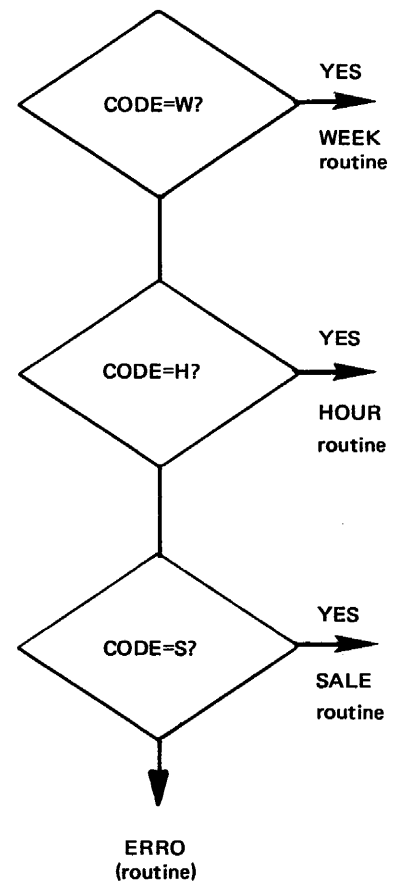 CODE=W?
YES
WEEK
routine
CODE=H?
YES
HOUR
routine
CODE=S?
YES
SALE
routine
ERRO
(routine)